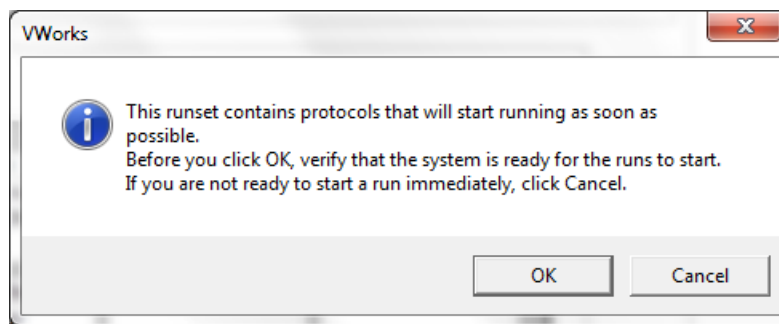 VWorks
This runset contains protocols that will start running as soon as
possible.
Before you click OK, verify that the system is ready for the runs to start.
If you are not ready to start a run immediately, click Cancel.
OK
Cancel